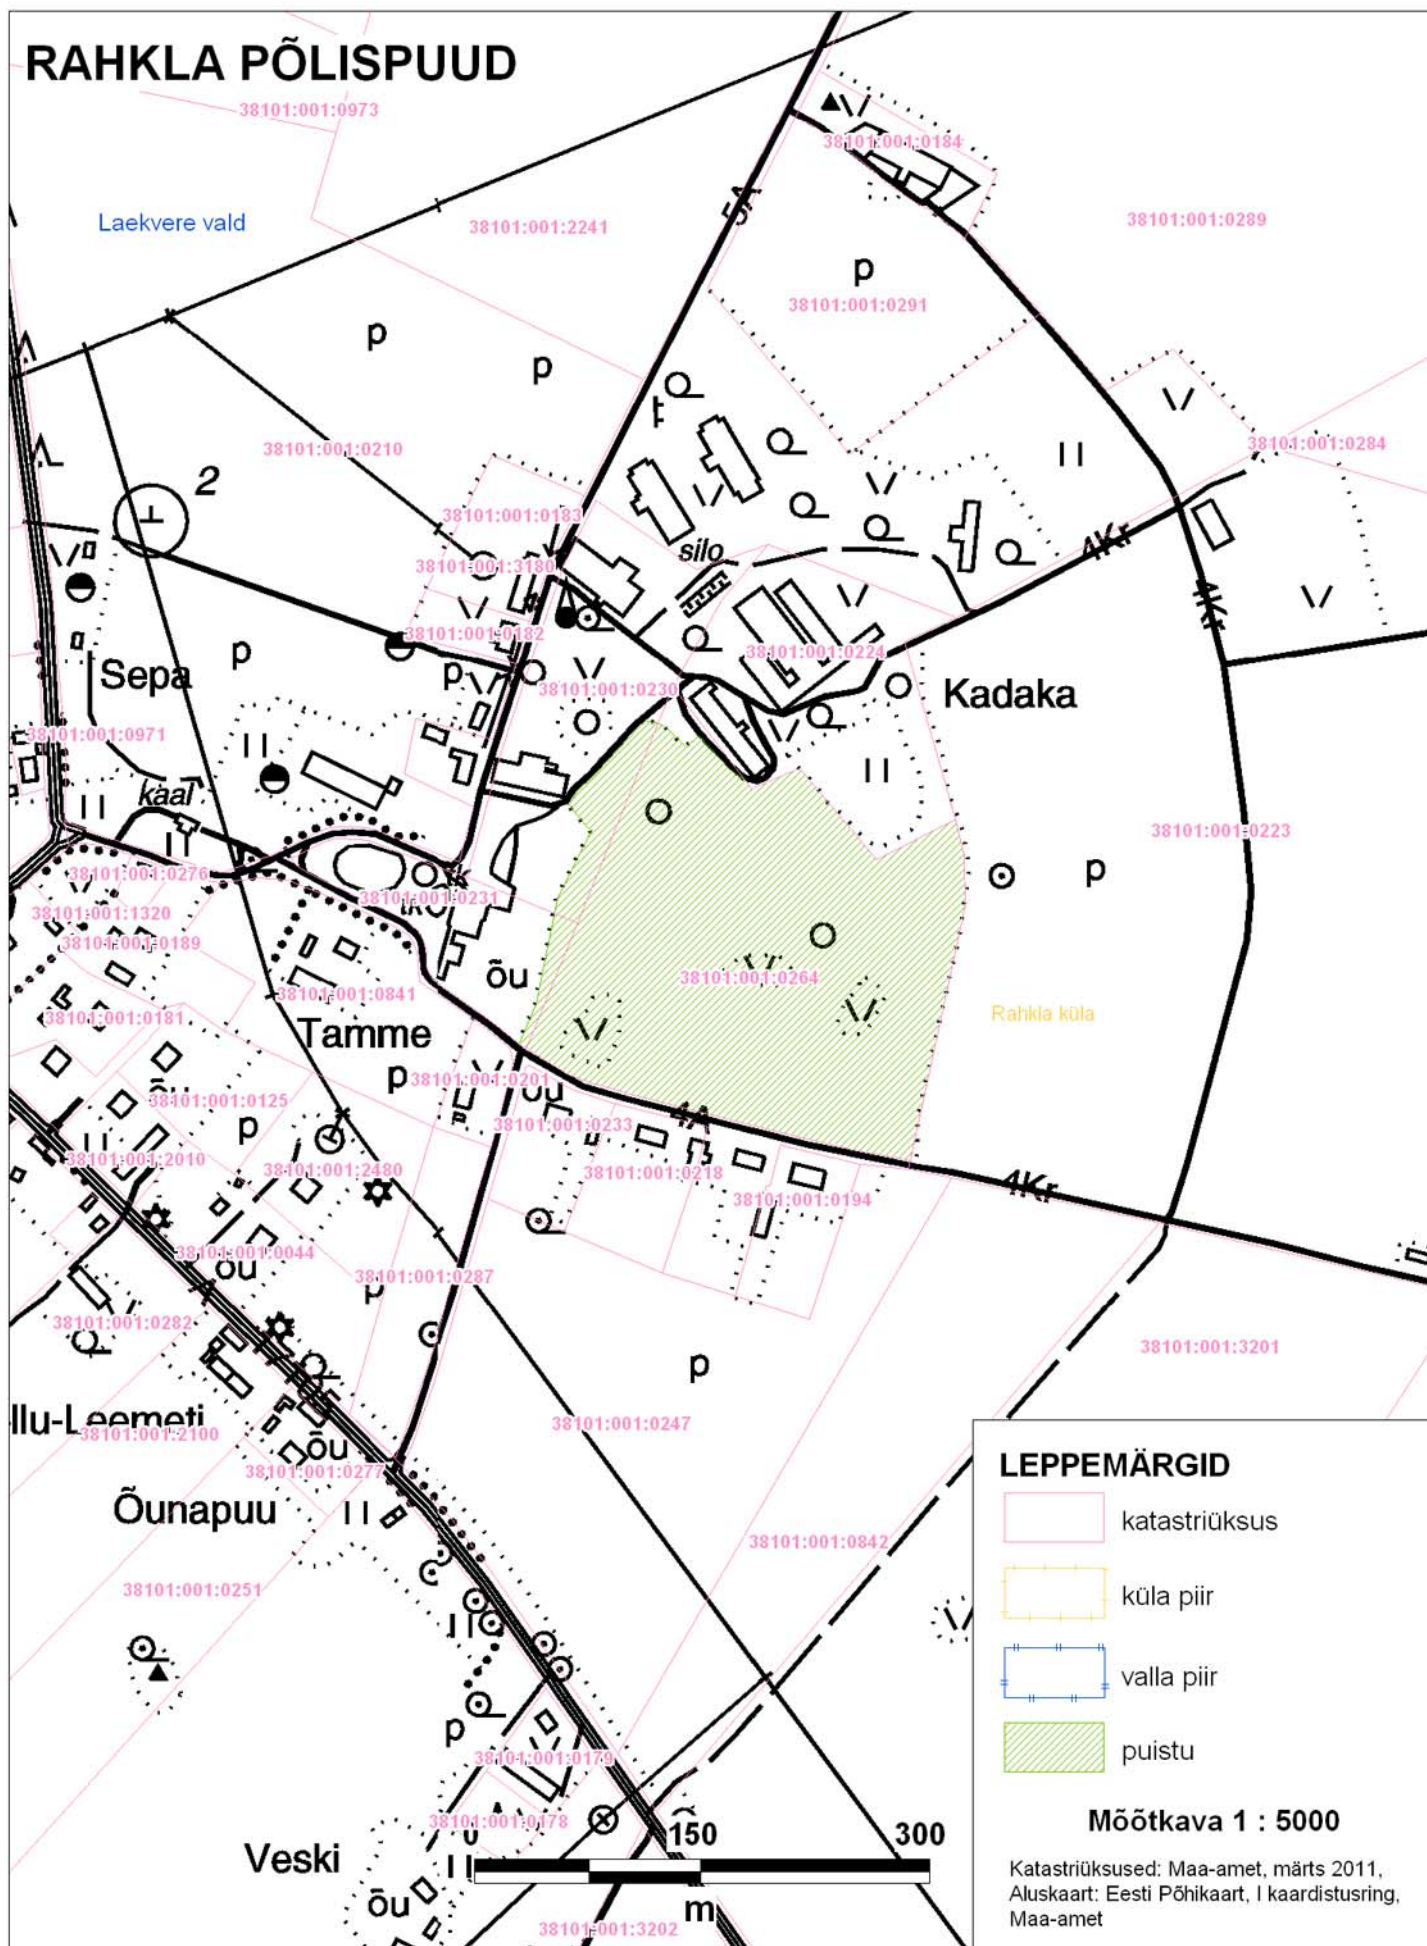 RAHKLA PÕLISPUUD
38101:001:0973
38101:001:0184
Laekvere vald
5A
38101:001:2241
38101:001:0289
p
38101:001:0291
p
p
38101:001:0210
38101:001:0284
2
38101:001:0183
silo
4Kr
38101:001:3180
4Kr
38101:001:0182
p
38101:001:0224
Sepa
p
38101:001:0230
Kadaka
38101:001:0971
kaal
38101:001:0223
p
38101:001:0276
38101:001:0231
38101:001:1320
38101:001:0189
õu
38101:001:0264
38101:001:0841
Rahkla küla
38101:001:0181
Tamme
p
38101:001:0201
õu
38101:001:0125
4A
p
38101:001:0233
38101:001:2010
38101:001:2480
38101:001:0218
4Kr
38101:001:0194
38101:001:0044
õu
38101:001:0287
p
38101:001:0282
38101:001:3201
p
llu-Leemeti
38101:001:2100
38101:001:0247
õu
38101:001:0277
Õunapuu
38101:001:0842
38101:001:0251
p
38101:001:0179
38101:001:0178
Veski
õu
38101:001:3202
LEPPEMÄRGID
katastriüksus
küla piir
valla piir
puistu
Mõõtkava 1 : 5000
0 150 300
m
Katastriüksused: Maa-amet, märts 2011,
Aluskaart: Eesti Põhikaart, I kaardistusring,
Maa-amet